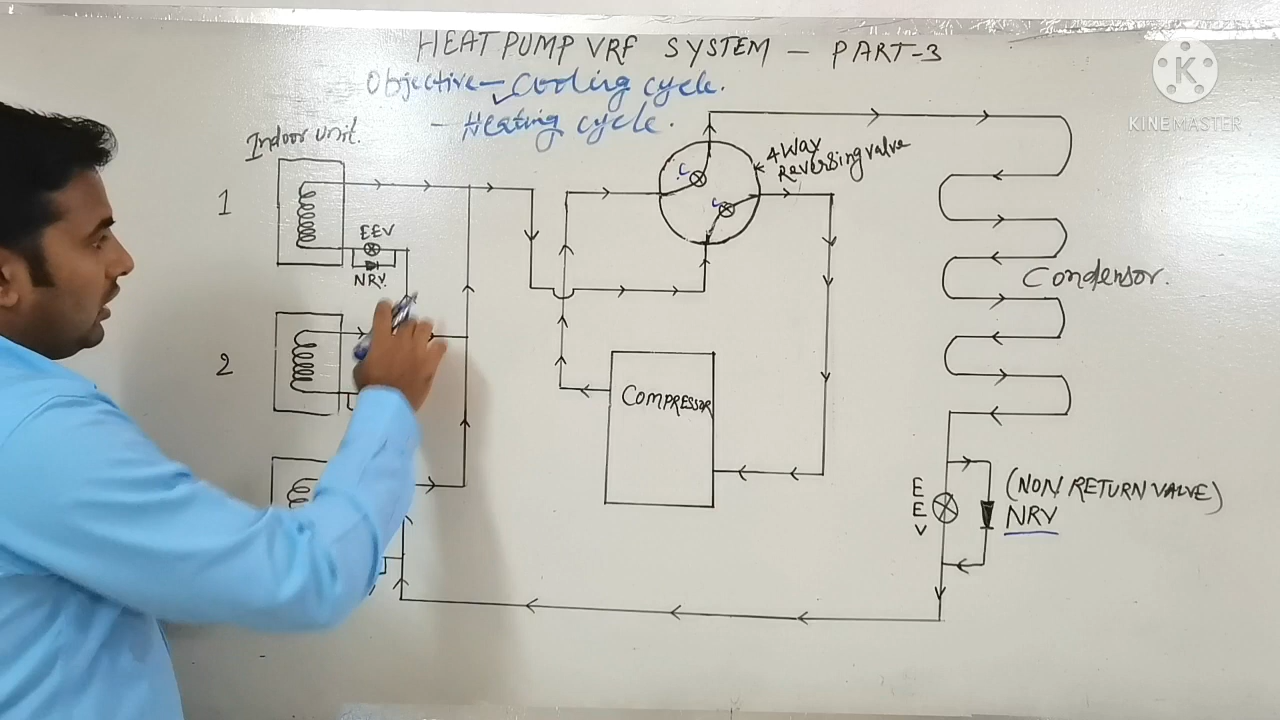 HEAT PUMP VRF SYSTEM — PART-3
Objective — Cooling cycle.
- Heating cycle.
K
KINEMASTER
Indoor unit.
4 Way
Reversing valve
C
C
1
EEV
NRV.
Condensor.
2
COMPRESSOR
E
E
V
(NON RETURN VALVE)
NRV